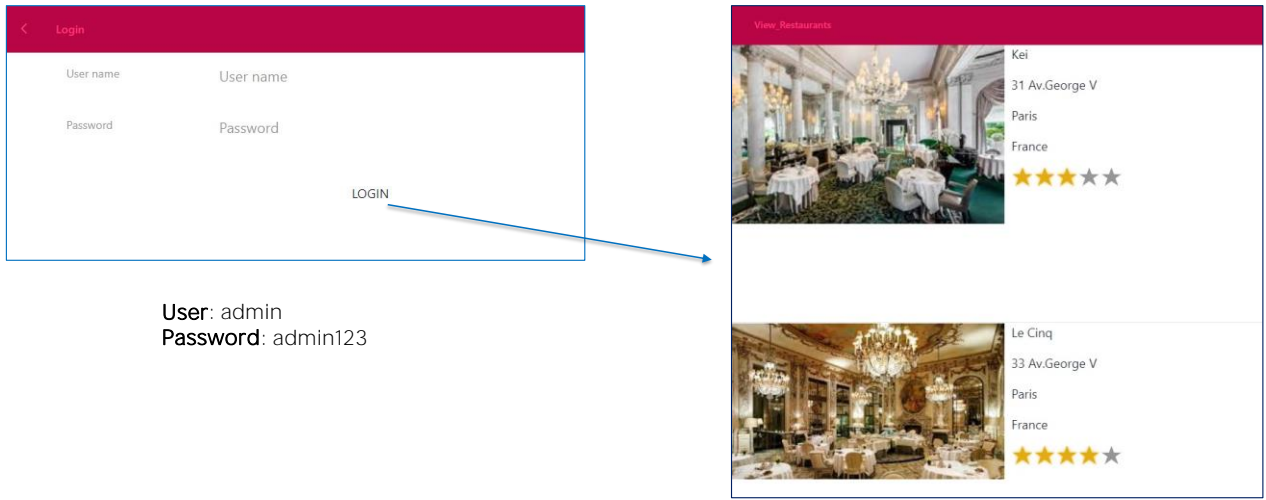 Login
User name
User name
Password
Password
LOGIN
User: admin
Password: admin123
View_Restaurants
Kei
31 Av.George V
Paris
France
Le Cinq
33 Av.George V
Paris
France